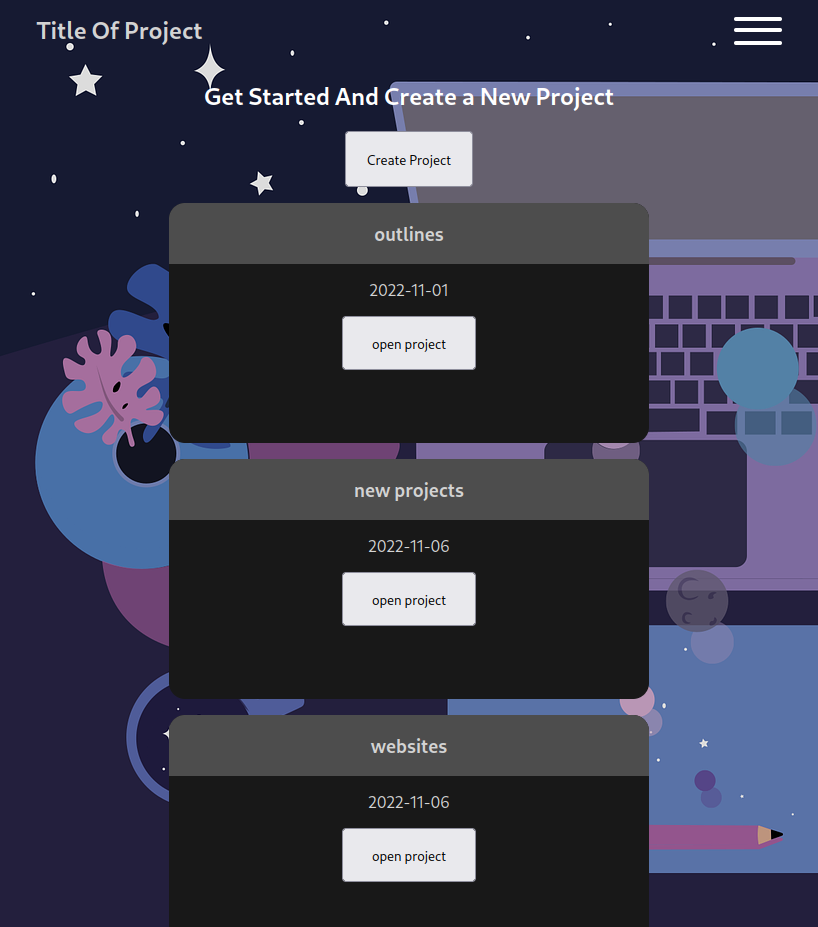 Title Of Project
Get Started And Create a New Project
Create Project
outlines
2022-11-01
open project
new projects
2022-11-06
open project
websites
2022-11-06
open project